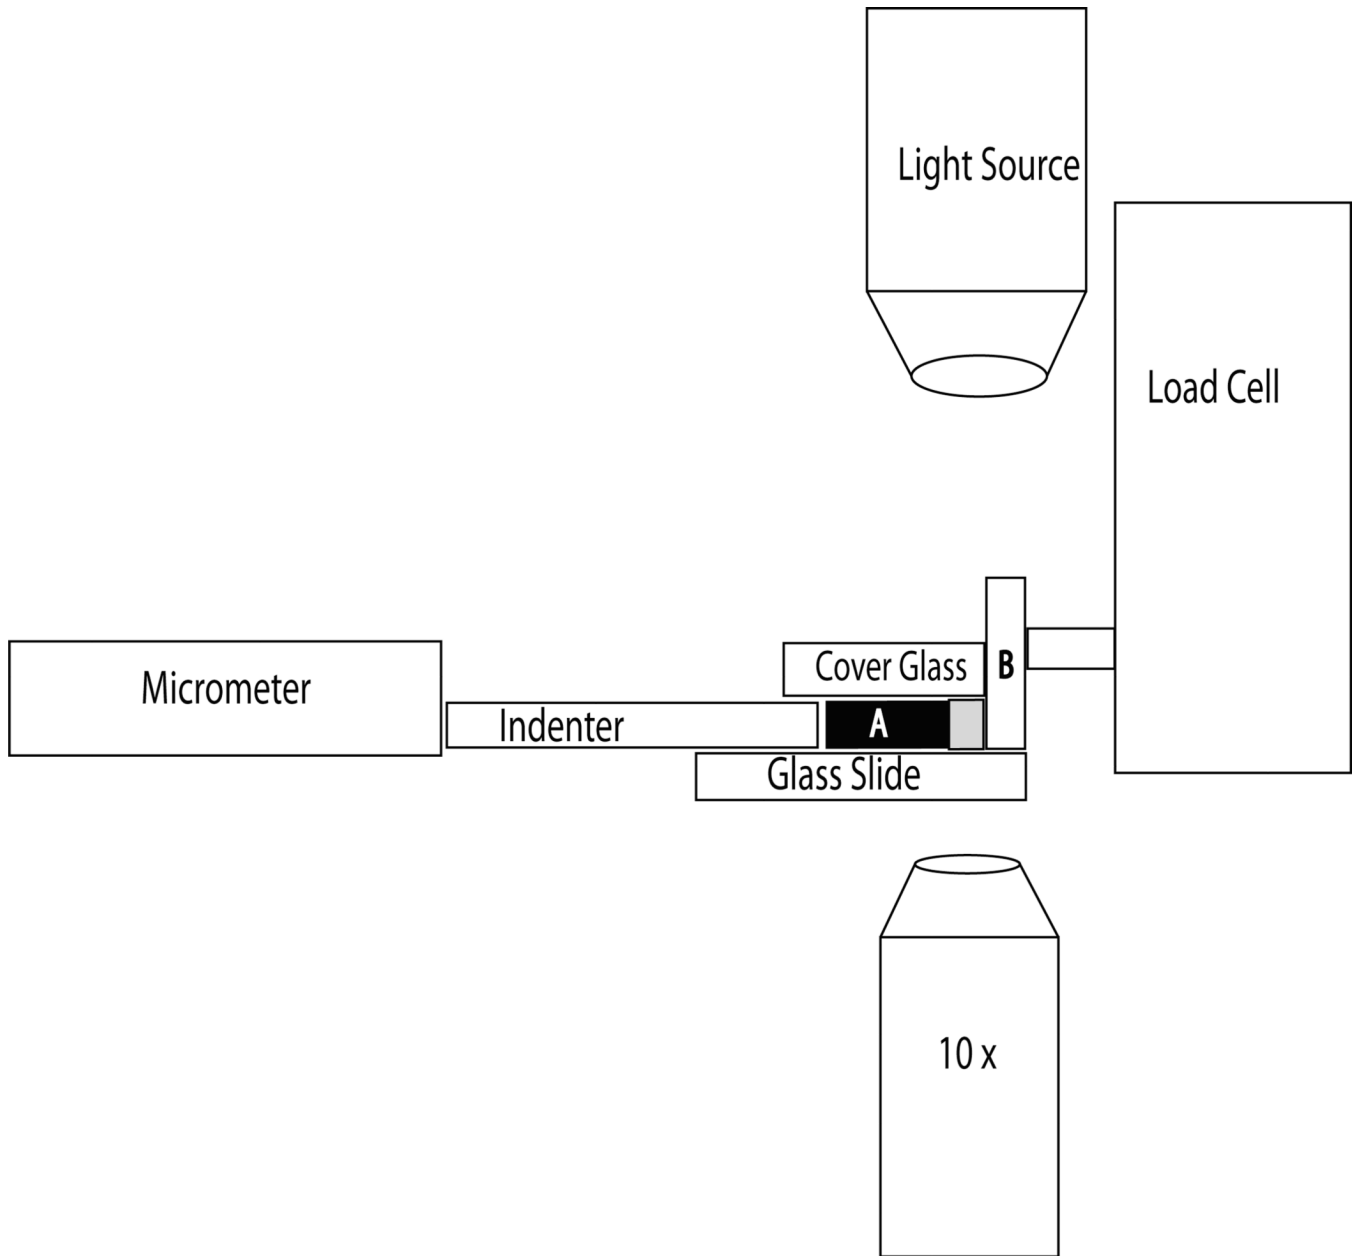 Light Source
Load Cell
Micrometer
Cover Glass
B
Indenter
A
Glass Slide
10 x